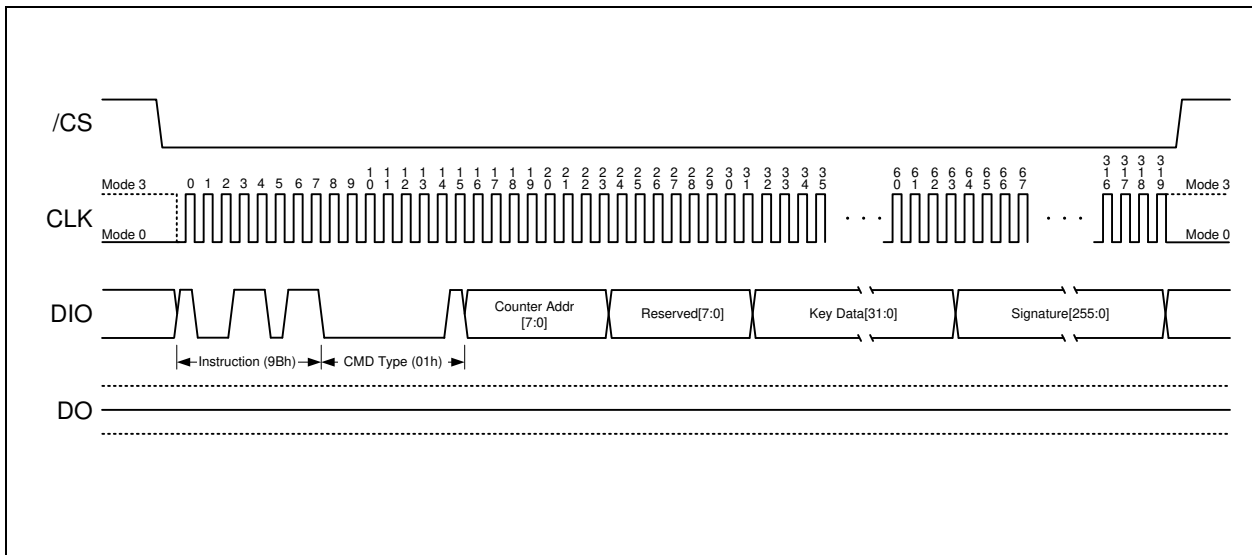 /CS
Mode 3
0 1 2 3 4 5 6 7 8 9 10 11 12 13 14 15 16 17 18 19 20 21 22 23 24 25 26 27 28 29 30 31 32 33 34 35 60 61 62 63 64 65 66 67 316 317 318 319
Mode 3
CLK
. . .
. . .
Mode 0
Mode 0
DIO
Counter Addr
[7:0]
Reserved[7:0]
Key Data[31:0]
Signature[255:0]
Instruction (9Bh)
CMD Type (01h)
DO